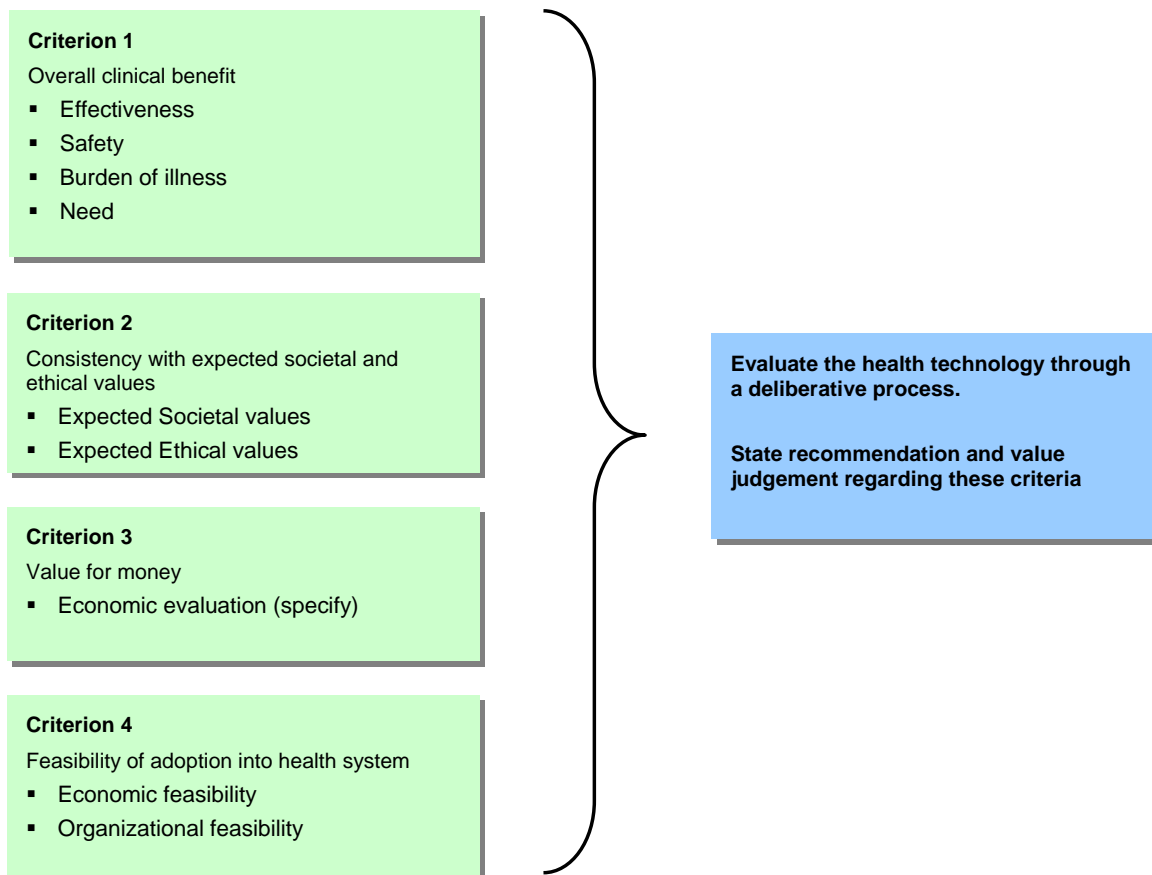 Criterion 1
Overall clinical benefit
▪ Effectiveness
▪ Safety
▪ Burden of illness
▪ Need
Criterion 2
Consistency with expected societal and
ethical values
▪ Expected Societal values
▪ Expected Ethical values
Criterion 3
Value for money
▪ Economic evaluation (specify)
Criterion 4
Feasibility of adoption into health system
▪ Economic feasibility
▪ Organizational feasibility
Evaluate the health technology through
a deliberative process.
State recommendation and value
judgement regarding these criteria